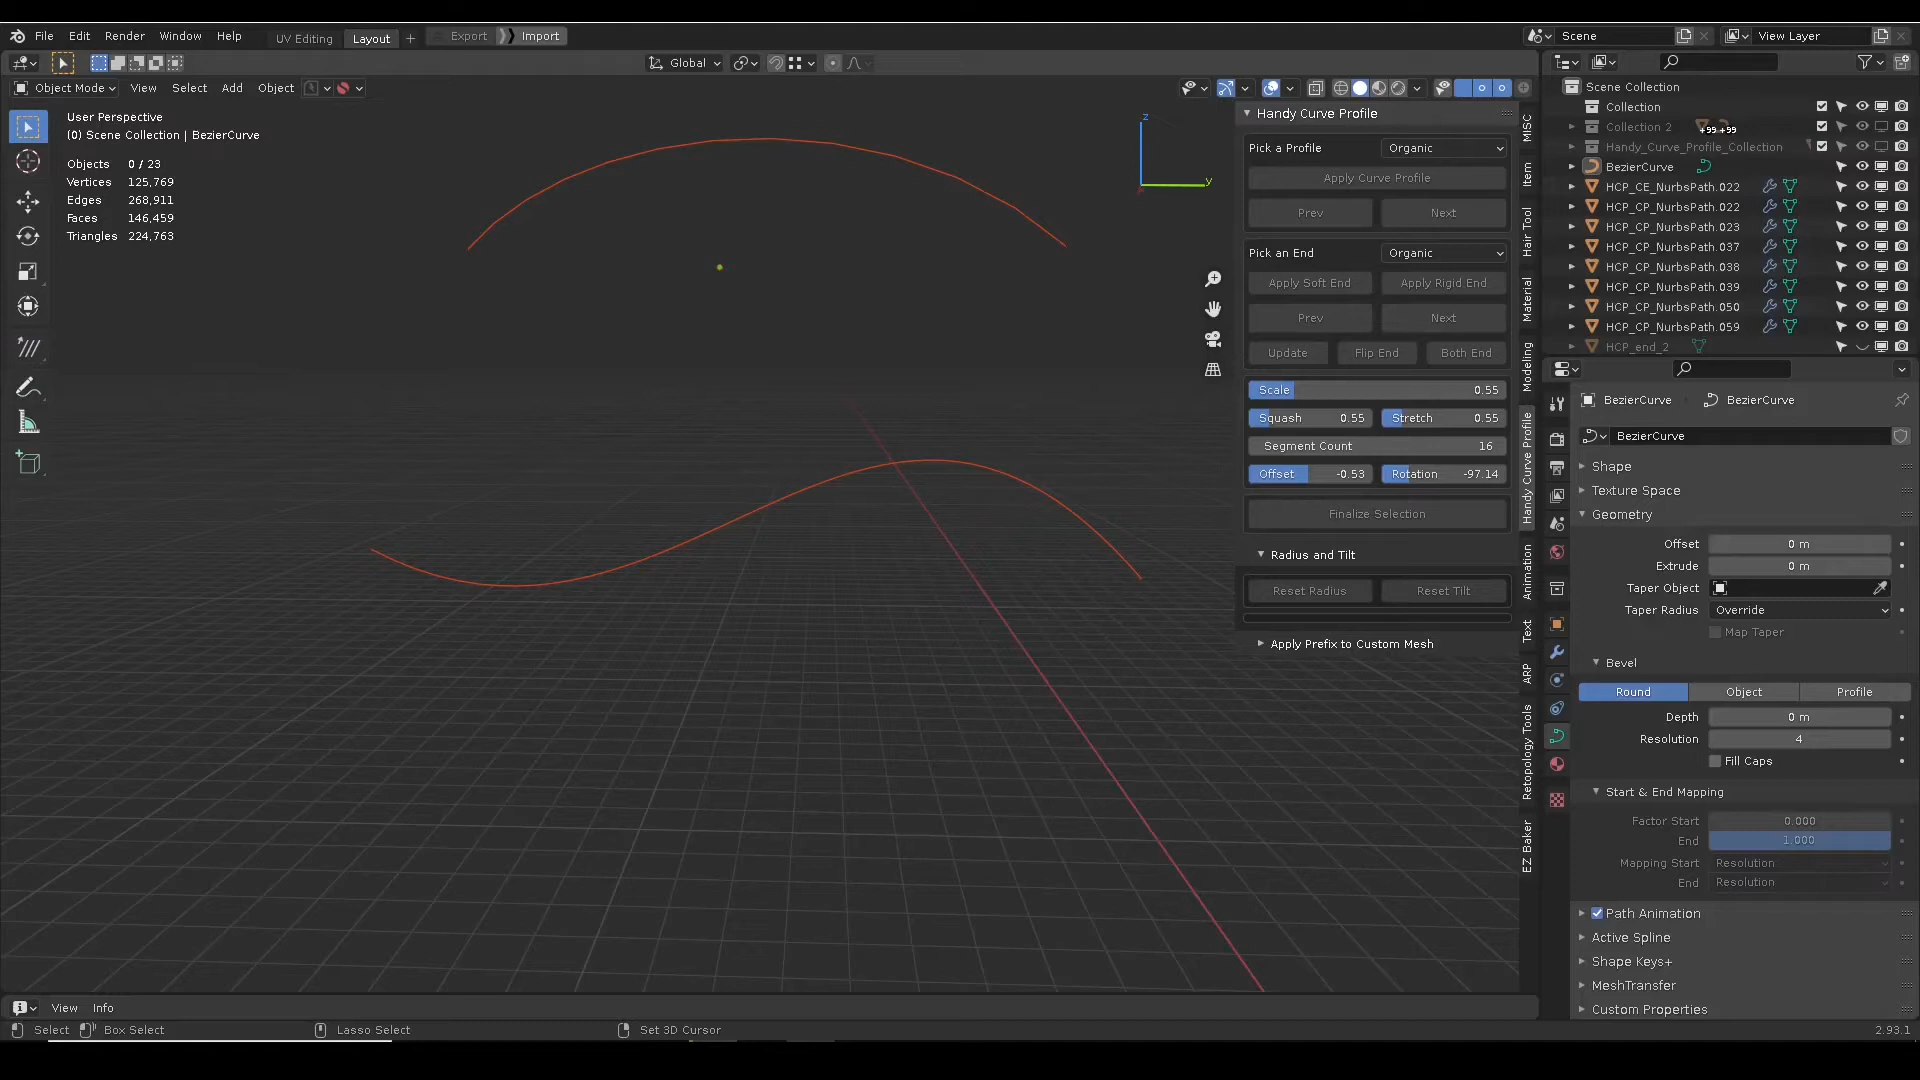 File Edit Render Window Help UV Editing Layout + Export Import Scene View Layer
Global
Object Mode View Select Add Object
User Perspective
(0) Scene Collection | BezierCurve
Objects 0 / 23
Vertices 125,769
Edges 268,911
Faces 146,459
Triangles 224,763
z
y
Handy Curve Profile
Pick a Profile Organic
Apply Curve Profile
Prev Next
Pick an End Organic
Apply Soft End Apply Rigid End
Prev Next
Update Flip End Both End
Scale 0.55
Squash 0.55 Stretch 0.55
Segment Count 16
Offset -0.53 Rotation -97.14
Finalize Selection
Radius and Tilt
Reset Radius Reset Tilt
Apply Prefix to Custom Mesh
MISC
Item
Hair Tool
Material
Modeling
Handy Curve Profile
Animation
Text
ARP
Retopology Tools
EZ Baker
Scene Collection
Collection
Collection 2 +99 +99
Handy_Curve_Profile_Collection
BezierCurve
HCP_CE_NurbsPath.022
HCP_CP_NurbsPath.022
HCP_CP_NurbsPath.023
HCP_CP_NurbsPath.037
HCP_CP_NurbsPath.038
HCP_CP_NurbsPath.039
HCP_CP_NurbsPath.050
HCP_CP_NurbsPath.059
HCP_end_2
BezierCurve BezierCurve
BezierCurve
Shape
Texture Space
Geometry
Offset 0 m
Extrude 0 m
Taper Object
Taper Radius Override
Map Taper
Bevel
Round Object Profile
Depth 0 m
Resolution 4
Fill Caps
Start & End Mapping
Factor Start 0.000
End 1.000
Mapping Start Resolution
End Resolution
Path Animation
Active Spline
Shape Keys+
MeshTransfer
Custom Properties
View Info
Select Box Select Lasso Select Set 3D Cursor 2.93.1